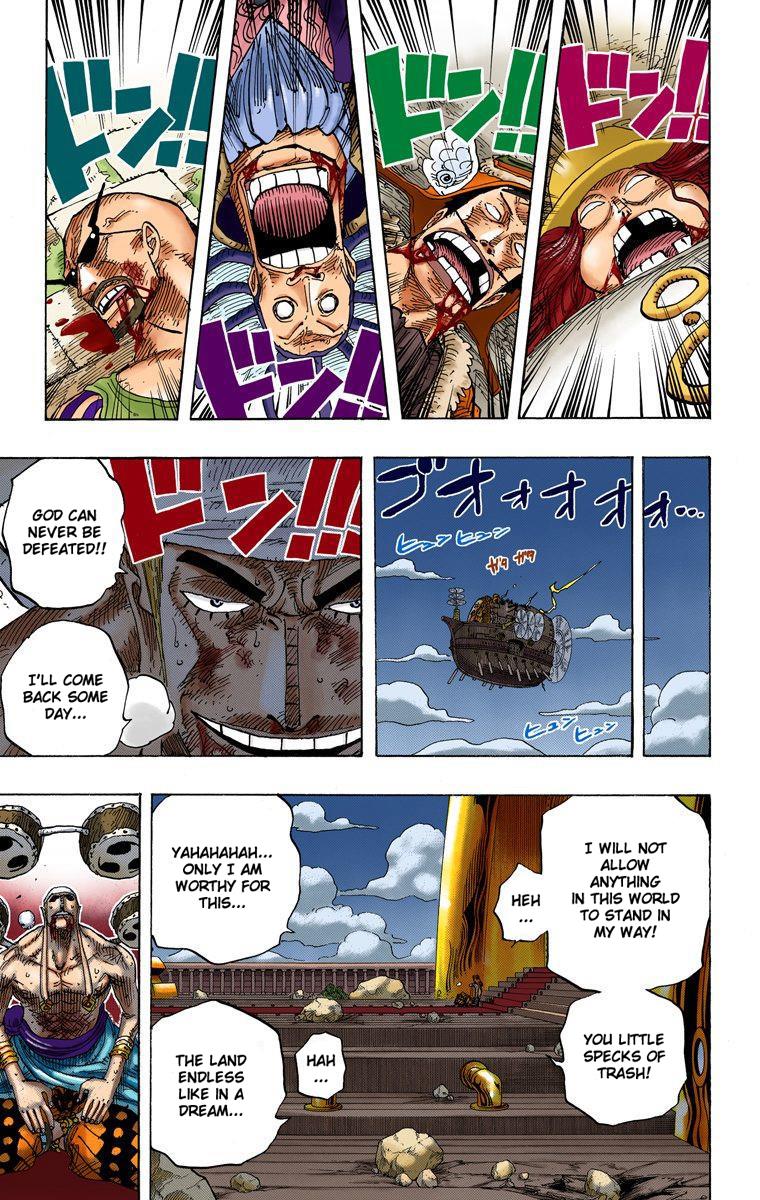 ドン!!
ドン!!
ドン!!
ドン!!
ゴオォオォォ…
ヒュンヒュン
ガタ ガタ
ヒュン
ヒュン
ドン!!!
GOD CAN
NEVER BE
DEFEATED!!
I'LL COME
BACK SOME
DAY...
I WILL NOT
ALLOW
ANYTHING
IN THIS WORLD
TO STAND IN
MY WAY!
HEH
...
YOU LITTLE
SPECKS OF
TRASH!
YAHAHAHAH...
ONLY I AM
WORTHY FOR
THIS...
HAH
...
THE LAND
ENDLESS
LIKE IN A
DREAM...